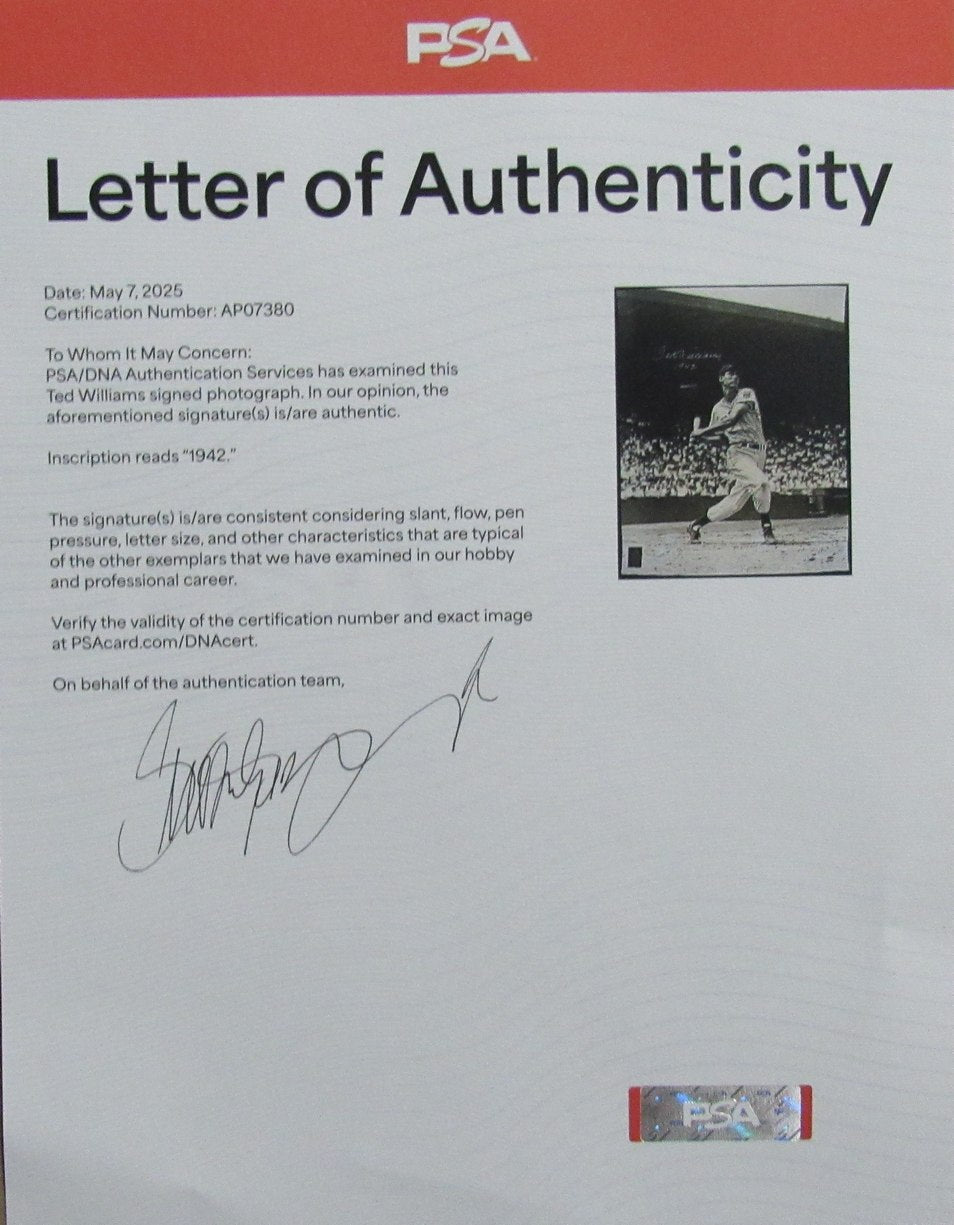 PSA
Letter of Authenticity
Date: May 7, 2025
Certification Number: AP07380
To Whom It May Concern:
PSA/DNA Authentication Services has examined this
Ted Williams signed photograph. In our opinion, the
aforementioned signature(s) is/are authentic.
Inscription reads "1942."
The signature(s) is/are consistent considering slant, flow, pen
pressure, letter size, and other characteristics that are typical
of the other exemplars that we have examined in our hobby
and professional career.
Verify the validity of the certification number and exact image
at PSAcard.com/DNAcert.
On behalf of the authentication team,
PSA